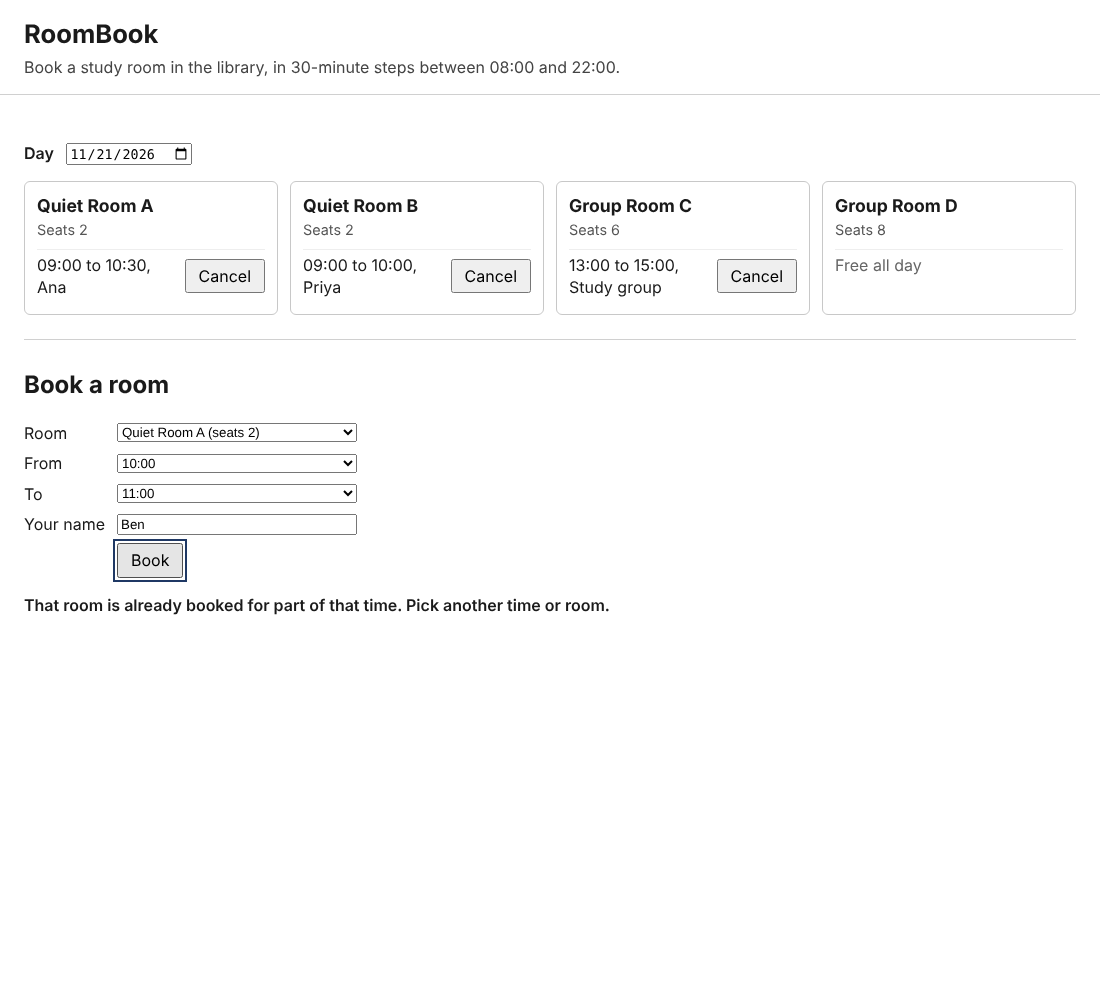 RoomBook
Book a study room in the library, in 30-minute steps between 08:00 and 22:00.
Day 11/21/2026
Quiet Room A
Seats 2
09:00 to 10:30,
Ana
Cancel
Quiet Room B
Seats 2
09:00 to 10:00,
Priya
Cancel
Group Room C
Seats 6
13:00 to 15:00,
Study group
Cancel
Group Room D
Seats 8
Free all day
Book a room
Room Quiet Room A (seats 2)
From 10:00
To 11:00
Your name Ben
Book
That room is already booked for part of that time. Pick another time or room.